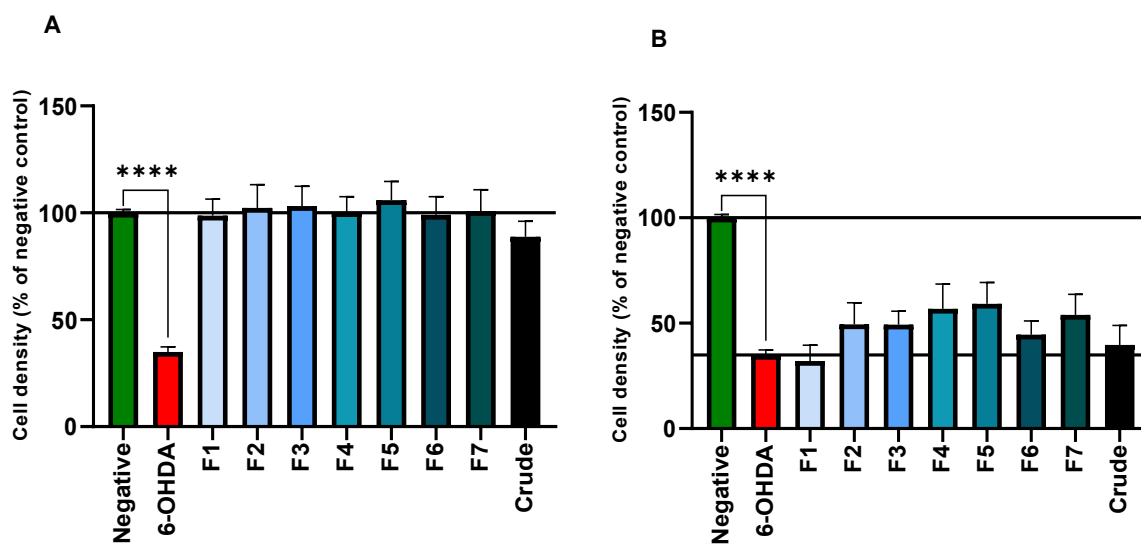 A
Cell density (% of negative control)
150
100
50
0
****
Negative
6-OHDA
F1
F2
F3
F4
F5
F6
F7
Crude
B
Cell density (% of negative control)
150
100
50
0
****
Negative
6-OHDA
F1
F2
F3
F4
F5
F6
F7
Crude